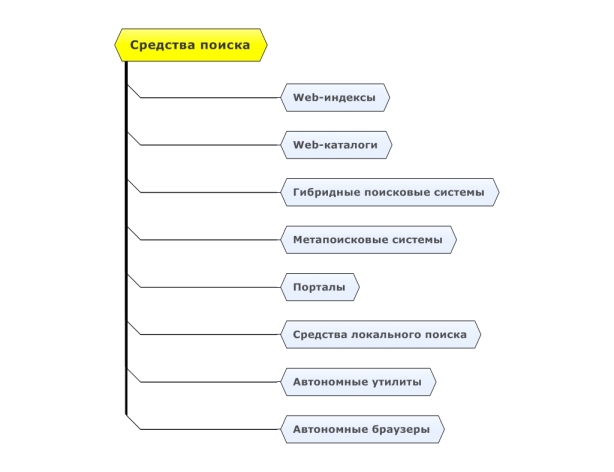 Средства поиска
Web-индексы
Web-каталоги
Гибридные поисковые системы
Метапоисковые системы
Порталы
Средства локального поиска
Автономные утилиты
Автономные браузеры